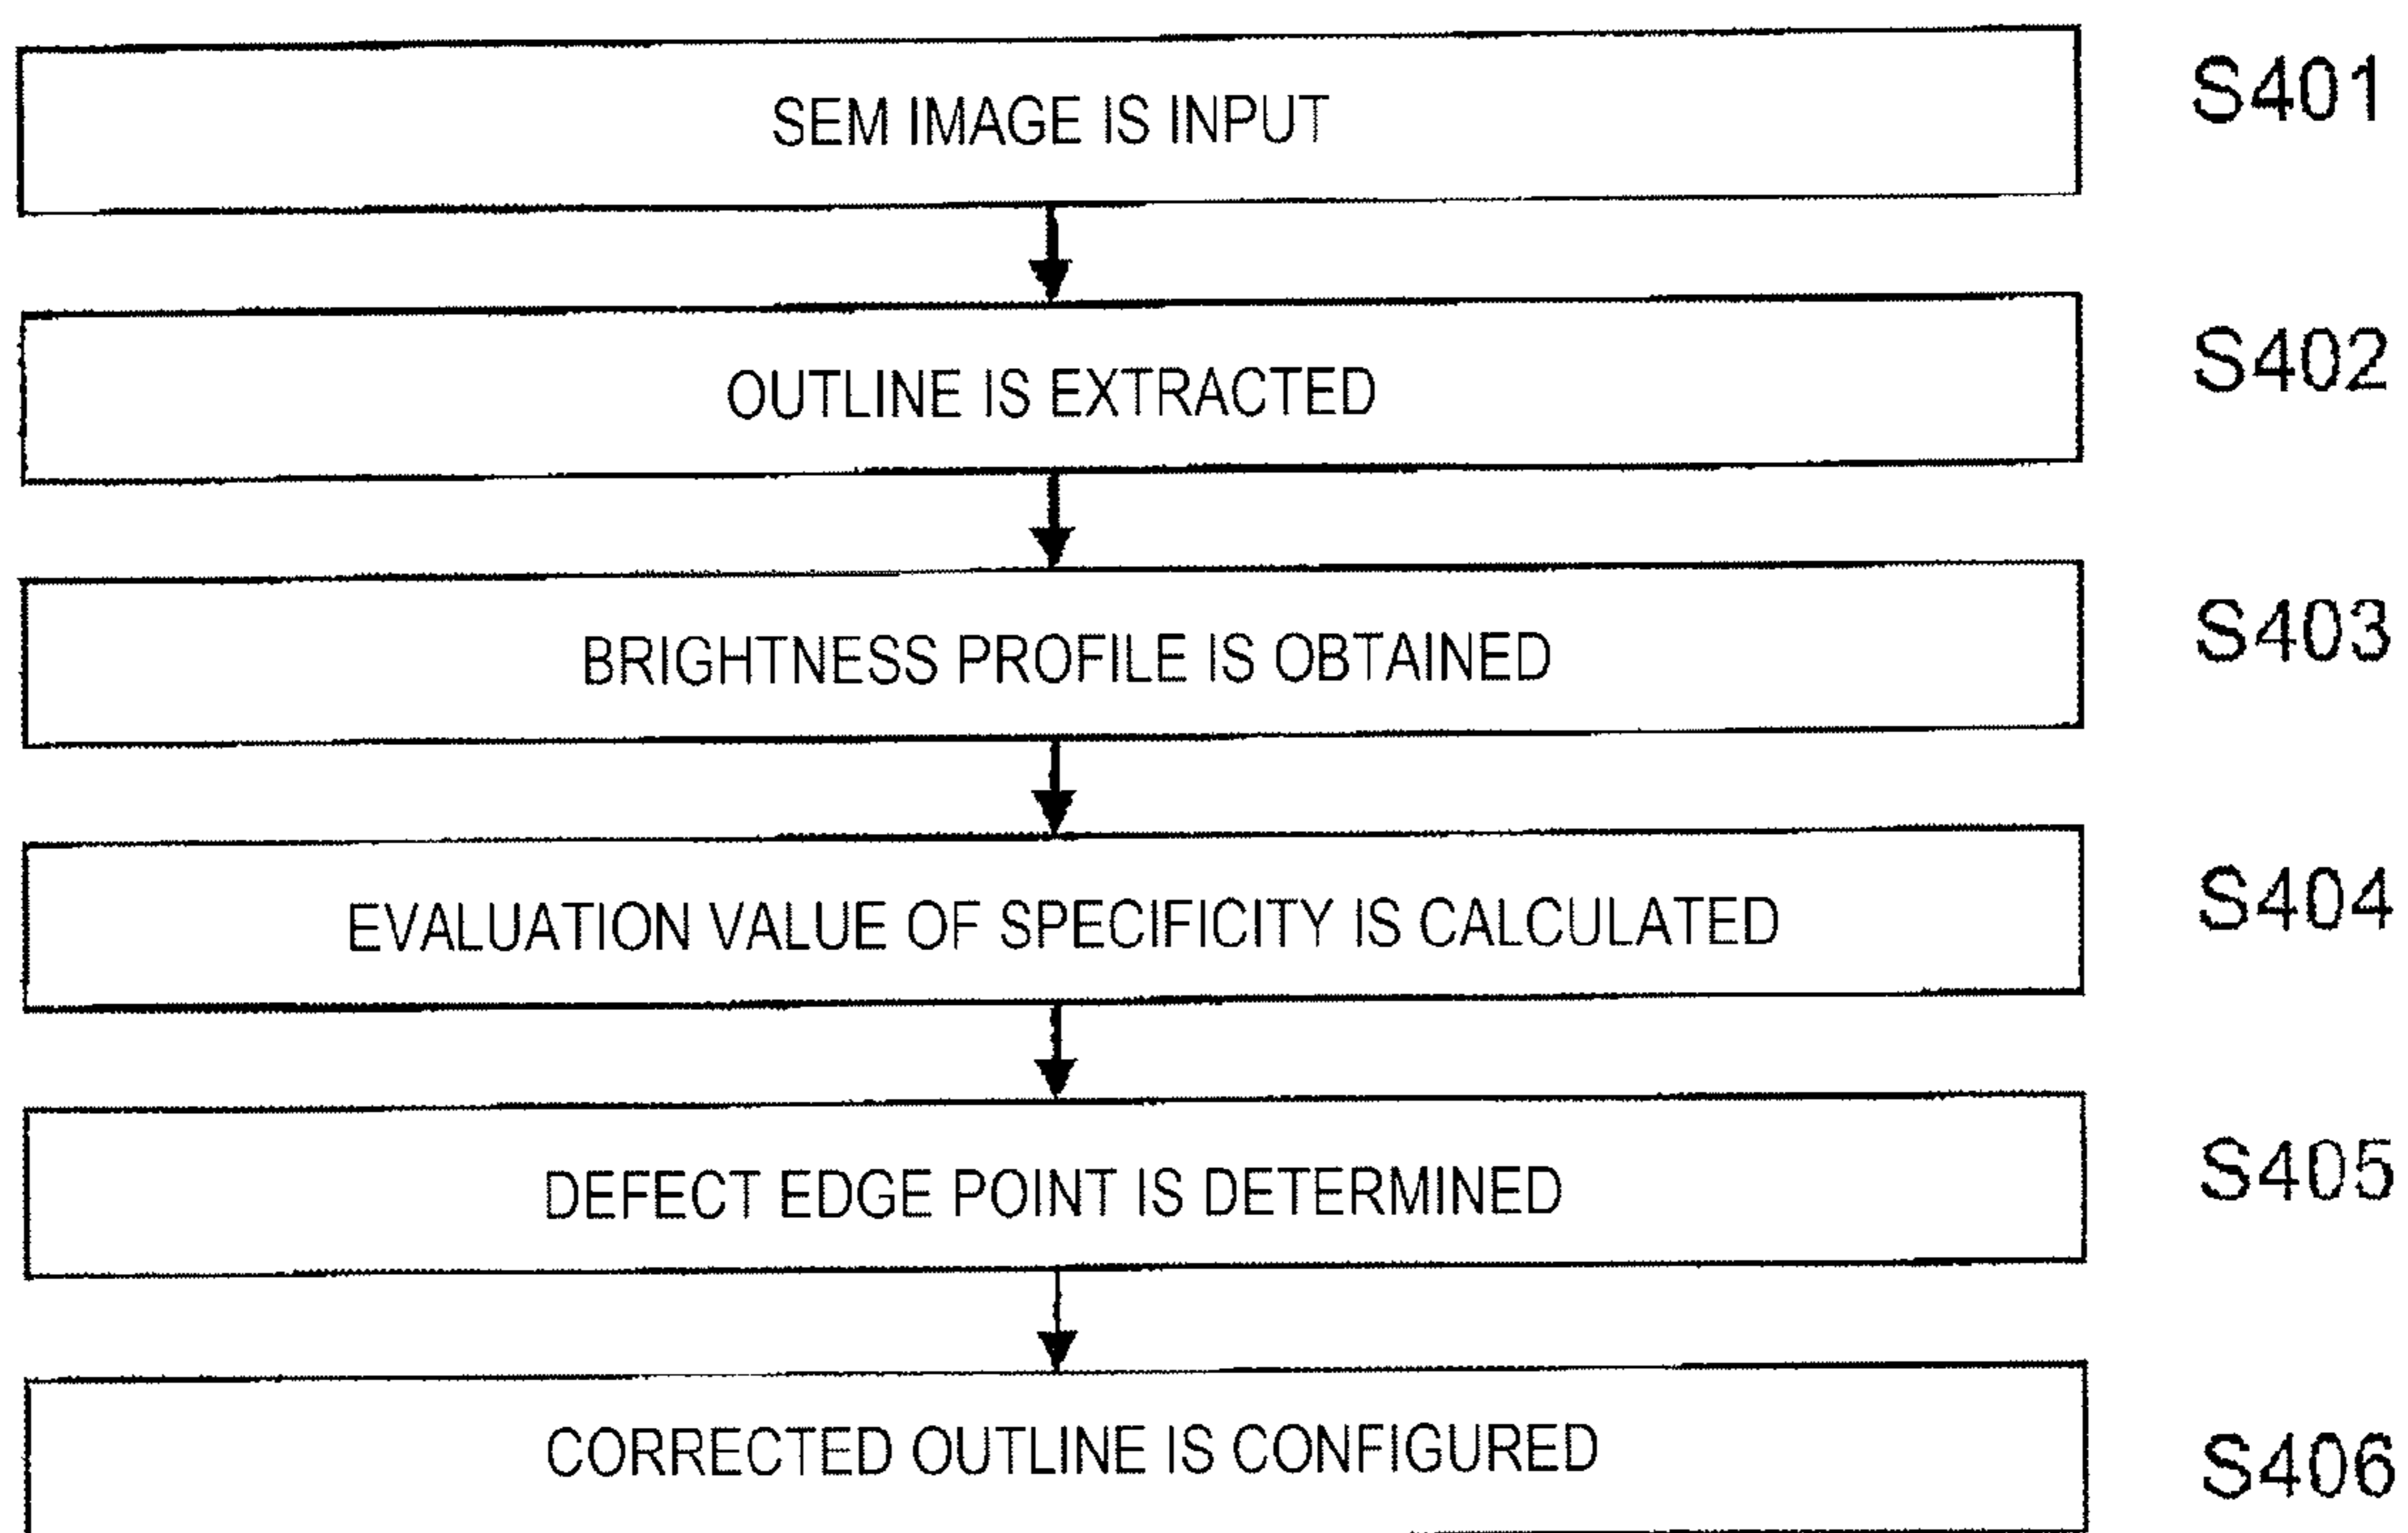 SEM IMAGE IS INPUT S401
OUTLINE IS EXTRACTED S402
BRIGHTNESS PROFILE IS OBTAINED S403
EVALUATION VALUE OF SPECIFICITY IS CALCULATED S404
DEFECT EDGE POINT IS DETERMINED S405
CORRECTED OUTLINE IS CONFIGURED S406